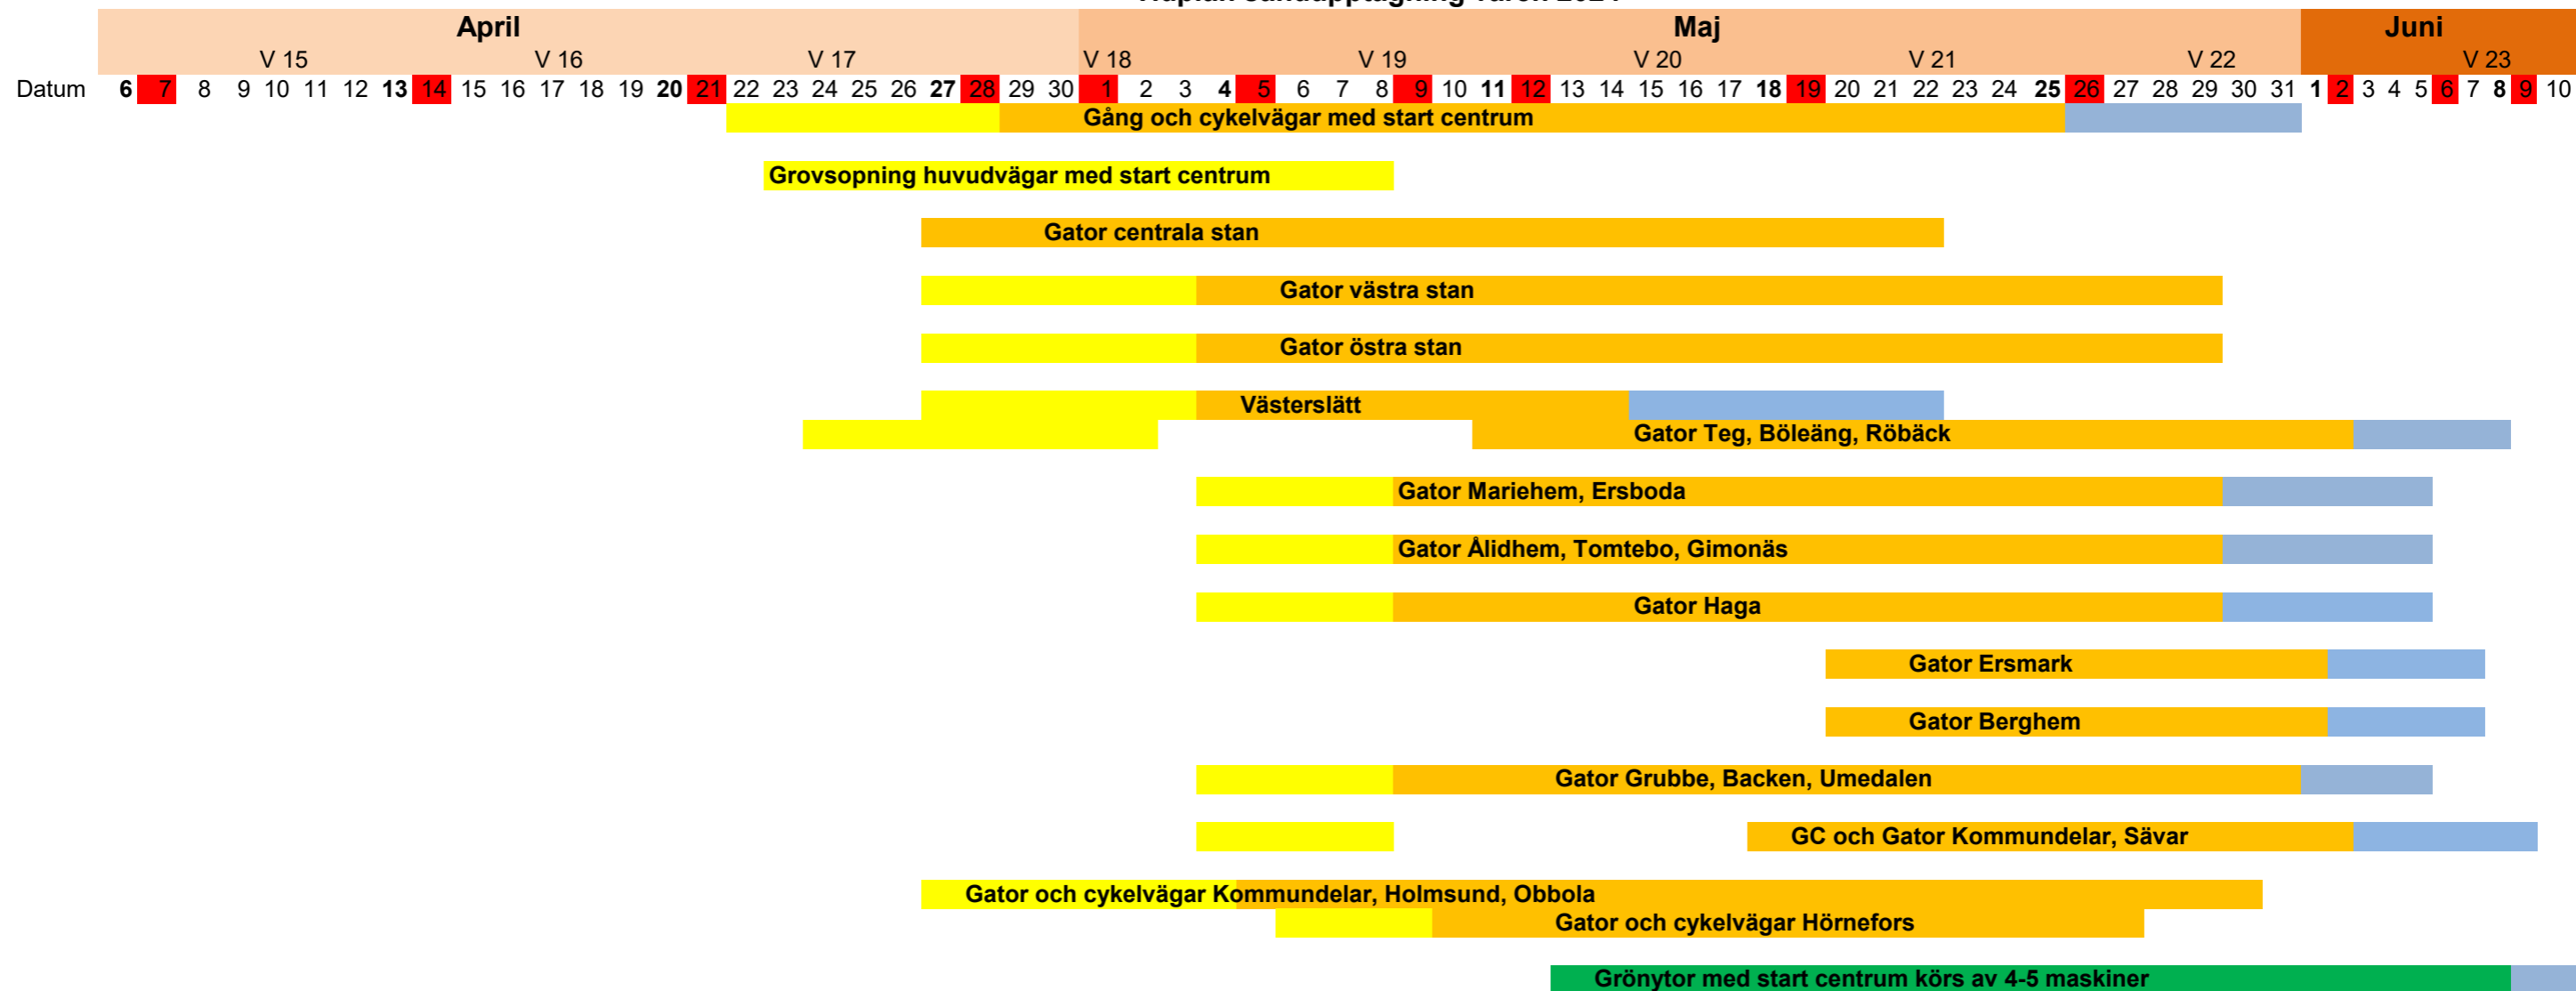 April Maj Juni
V 15 V 16 V 17 V 18 V 19 V 20 V 21 V 22 V 23
Datum 6 7 8 9 10 11 12 13 14 15 16 17 18 19 20 21 22 23 24 25 26 27 28 29 30 1 2 3 4 5 6 7 8 9 10 11 12 13 14 15 16 17 18 19 20 21 22 23 24 25 26 27 28 29 30 31 1 2 3 4 5 6 7 8 9 10
Gång och cykelvägar med start centrum
Grovsopning huvudvägar med start centrum
Gator centrala stan
Gator västra stan
Gator östra stan
Västerslätt
Gator Teg, Böleäng, Röbäck
Gator Mariehem, Ersboda
Gator Ålidhem, Tomtebo, Gimonäs
Gator Haga
Gator Ersmark
Gator Berghem
Gator Grubbe, Backen, Umedalen
GC och Gator Kommundelar, Sävar
Gator och cykelvägar Kommundelar, Holmsund, Obbola
Gator och cykelvägar Hörnefors
Grönytor med start centrum körs av 4-5 maskiner